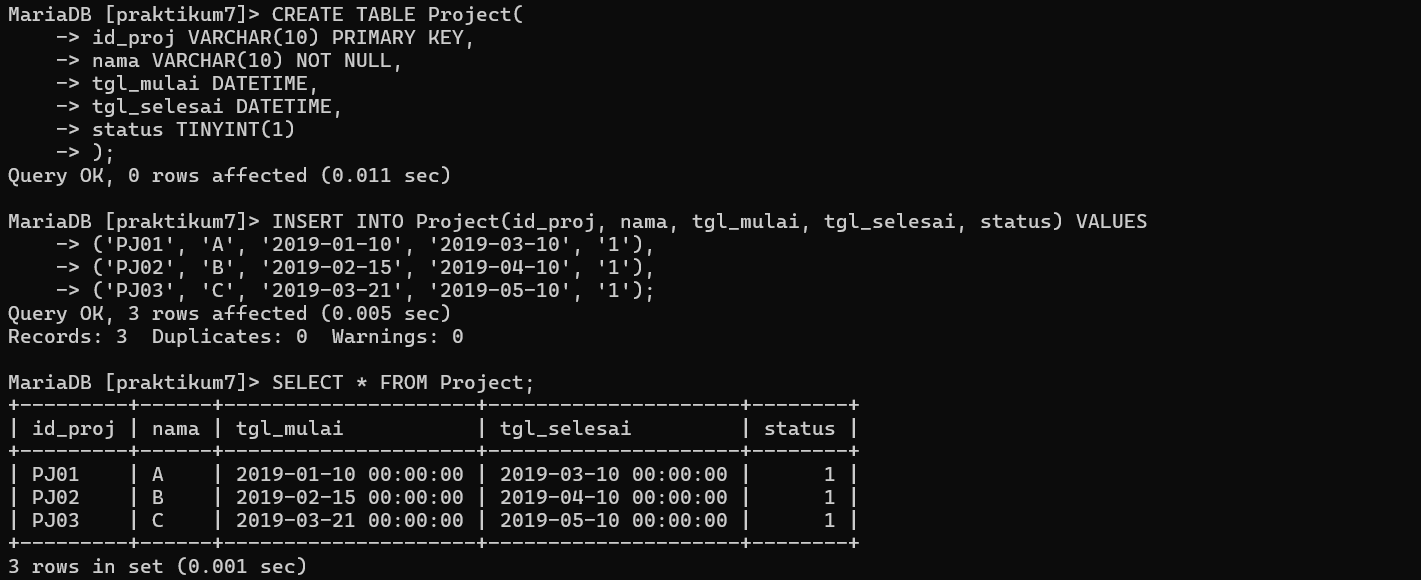 MariaDB [praktikum7]> CREATE TABLE Project(
    -> id_proj VARCHAR(10) PRIMARY KEY,
    -> nama VARCHAR(10) NOT NULL,
    -> tgl_mulai DATETIME,
    -> tgl_selesai DATETIME,
    -> status TINYINT(1)
    -> );
Query OK, 0 rows affected (0.011 sec)

MariaDB [praktikum7]> INSERT INTO Project(id_proj, nama, tgl_mulai, tgl_selesai, status) VALUES
    -> ('PJ01', 'A', '2019-01-10', '2019-03-10', '1'),
    -> ('PJ02', 'B', '2019-02-15', '2019-04-10', '1'),
    -> ('PJ03', 'C', '2019-03-21', '2019-05-10', '1');
Query OK, 3 rows affected (0.005 sec)
Records: 3  Duplicates: 0  Warnings: 0

MariaDB [praktikum7]> SELECT * FROM Project;
+---------+------+---------------------+---------------------+--------+
| id_proj | nama | tgl_mulai           | tgl_selesai         | status |
+---------+------+---------------------+---------------------+--------+
| PJ01    | A    | 2019-01-10 00:00:00 | 2019-03-10 00:00:00 |      1 |
| PJ02    | B    | 2019-02-15 00:00:00 | 2019-04-10 00:00:00 |      1 |
| PJ03    | C    | 2019-03-21 00:00:00 | 2019-05-10 00:00:00 |      1 |
+---------+------+---------------------+---------------------+--------+
3 rows in set (0.001 sec)